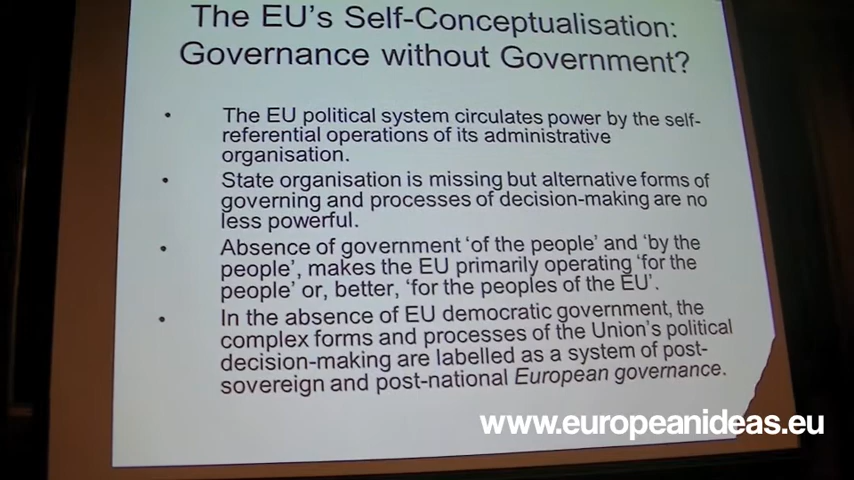 The EU's Self-Conceptualisation:
Governance without Government?
• The EU political system circulates power by the self-
referential operations of its administrative
organisation.
• State organisation is missing but alternative forms of
governing and processes of decision-making are no
less powerful.
• Absence of government 'of the people' and 'by the
people', makes the EU primarily operating 'for the
people' or, better, 'for the peoples of the EU'.
• In the absence of EU democratic government, the
complex forms and processes of the Union's political
decision-making are labelled as a system of post-
sovereign and post-national European governance.
www.europeanideas.eu